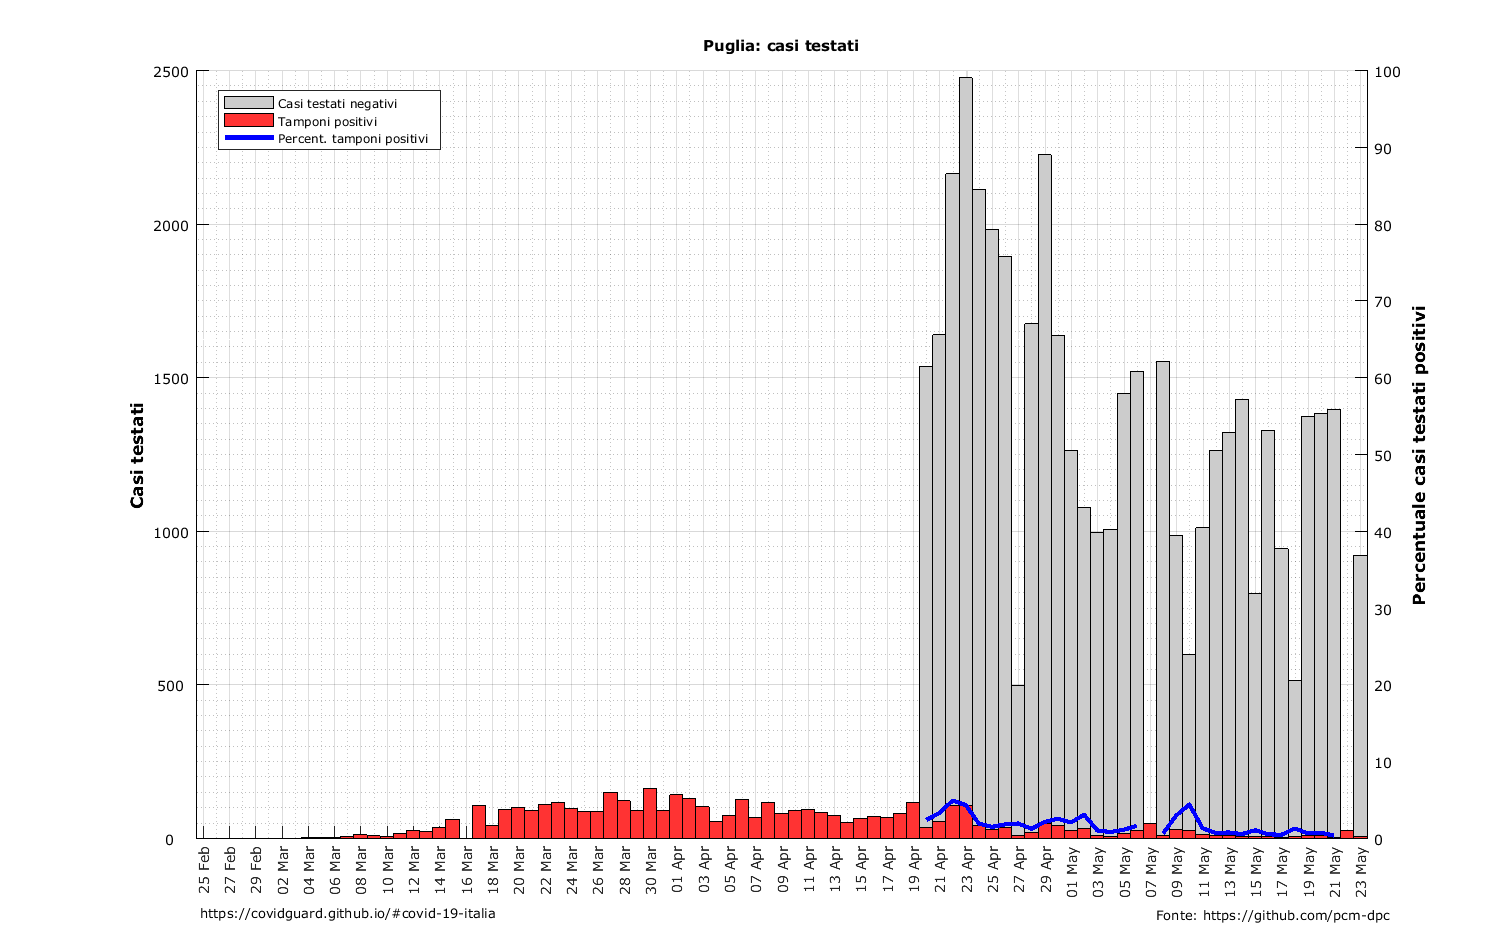 Puglia: casi testati
2500
2000
1500
1000
500
0
Casi testati
Casi testati negativi
Tamponi positivi
Percent. tamponi positivi
100
90
80
70
60
50
40
30
20
10
0
Percentuale casi testati positivi
25 Feb
27 Feb
29 Feb
02 Mar
04 Mar
06 Mar
08 Mar
10 Mar
12 Mar
14 Mar
16 Mar
18 Mar
20 Mar
22 Mar
24 Mar
26 Mar
28 Mar
30 Mar
01 Apr
03 Apr
05 Apr
07 Apr
09 Apr
11 Apr
13 Apr
15 Apr
17 Apr
19 Apr
21 Apr
23 Apr
25 Apr
27 Apr
29 Apr
01 May
03 May
05 May
07 May
09 May
11 May
13 May
15 May
17 May
19 May
21 May
23 May
https://covidguard.github.io/#covid-19-italia
Fonte: https://github.com/pcm-dpc